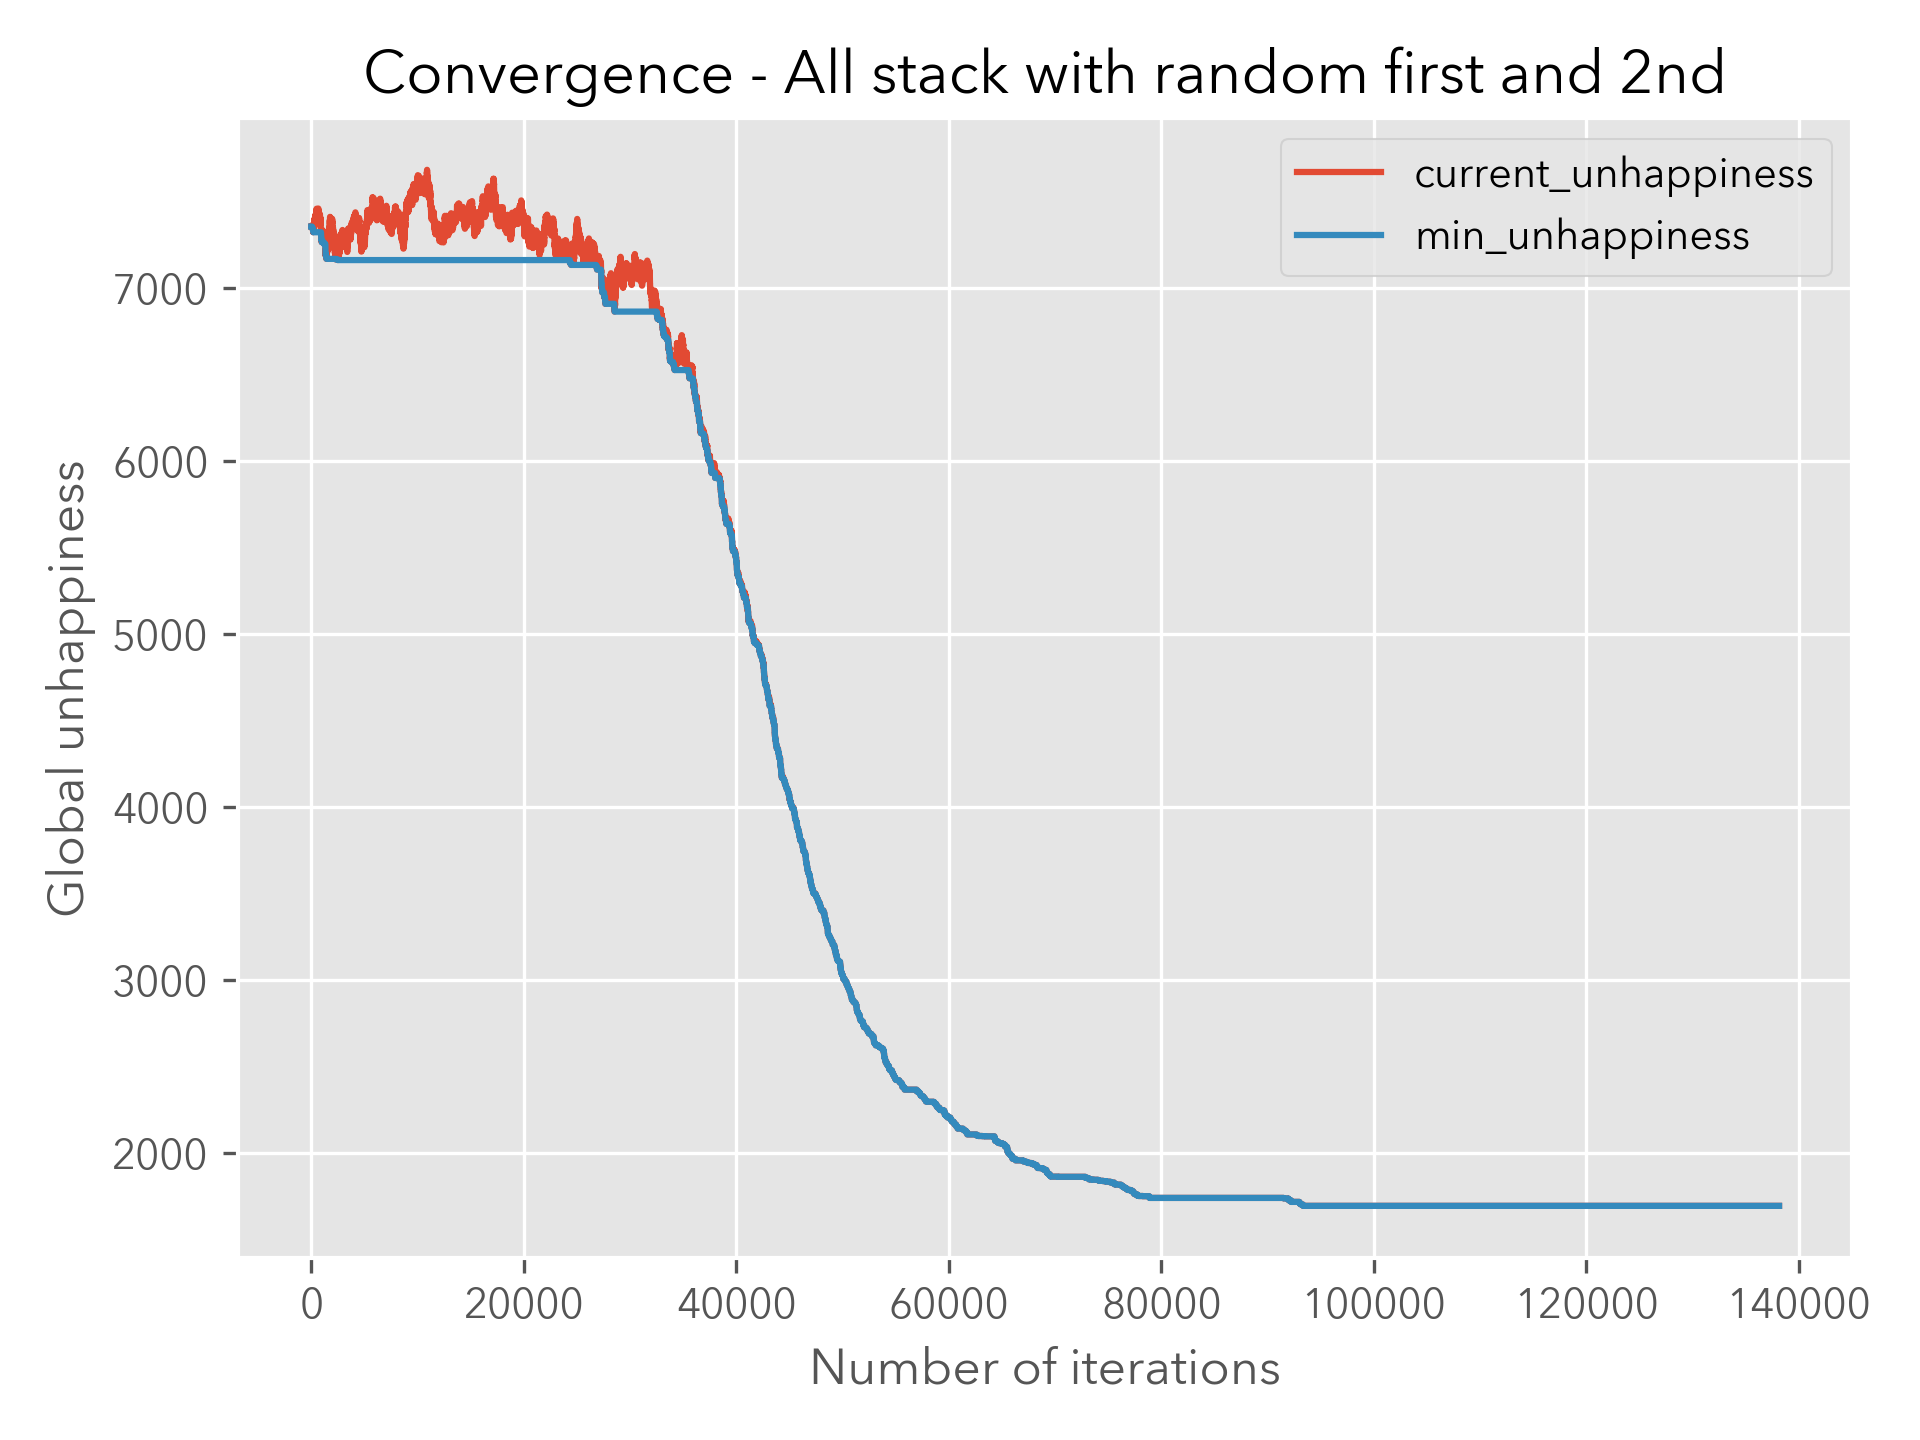 Convergence - All stack with random first and 2nd
current_unhappiness
min_unhappiness
Global unhappiness
7000
6000
5000
4000
3000
2000
0 20000 40000 60000 80000 100000 120000 140000
Number of iterations